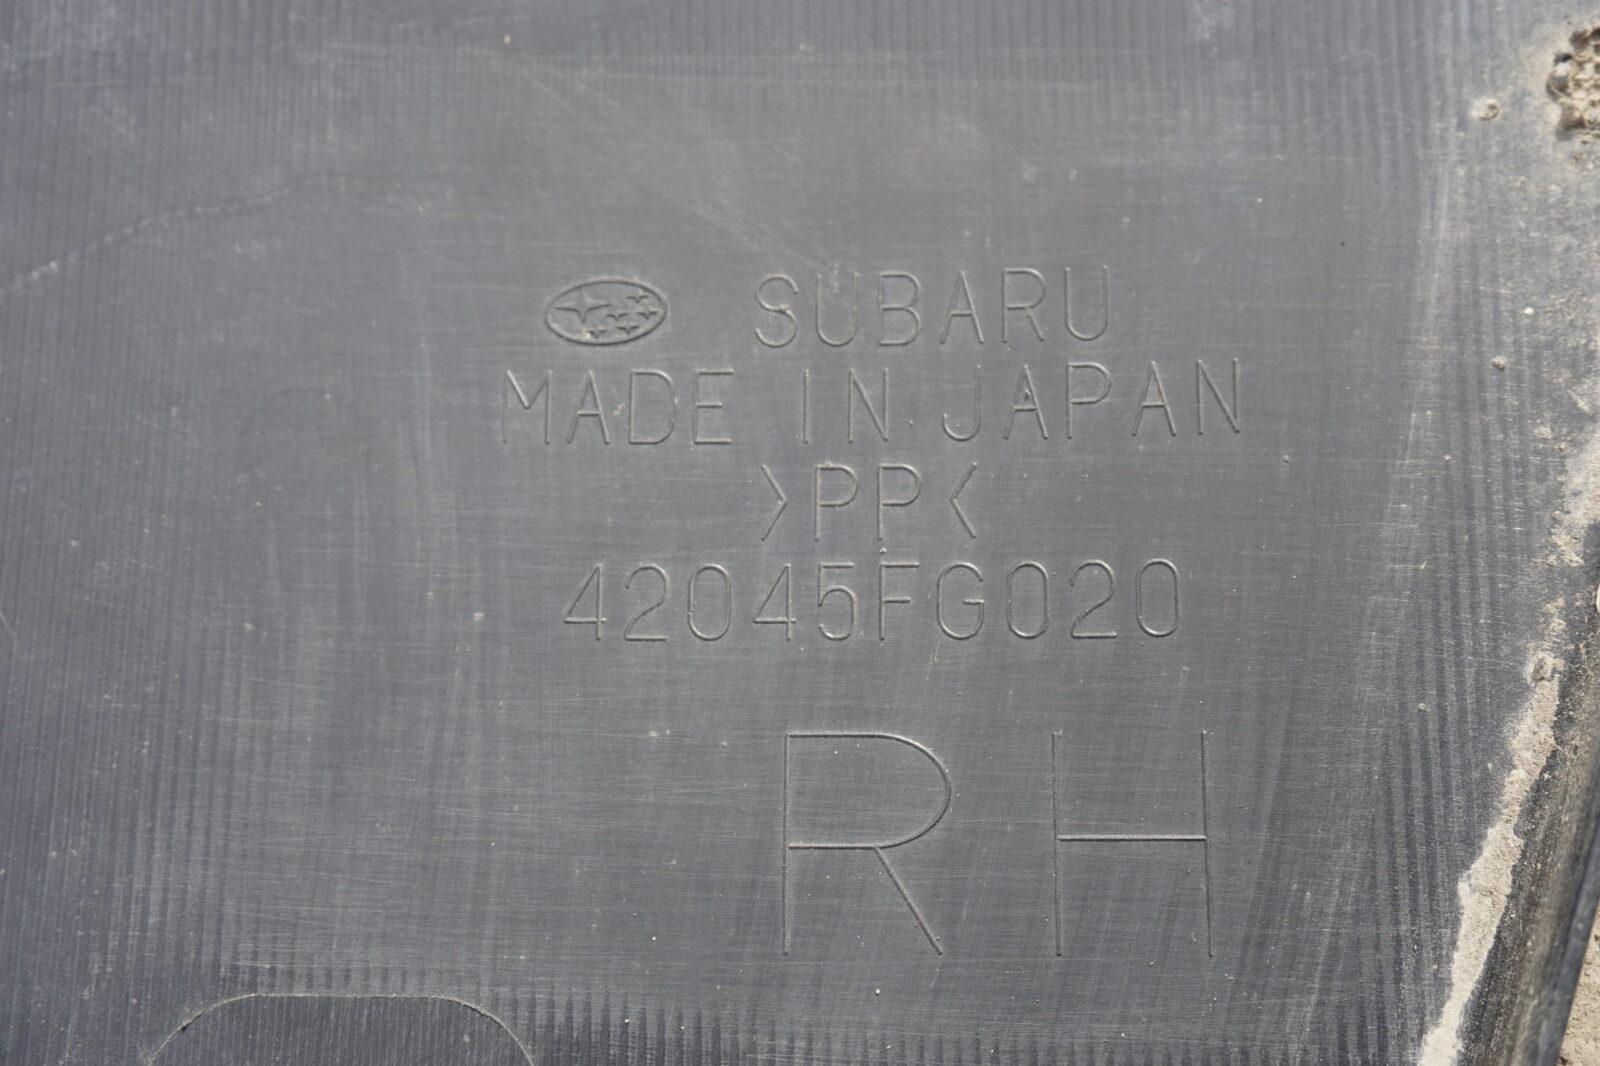 SUBARU
MADE IN JAPAN
>PP<
42045FG020
RH